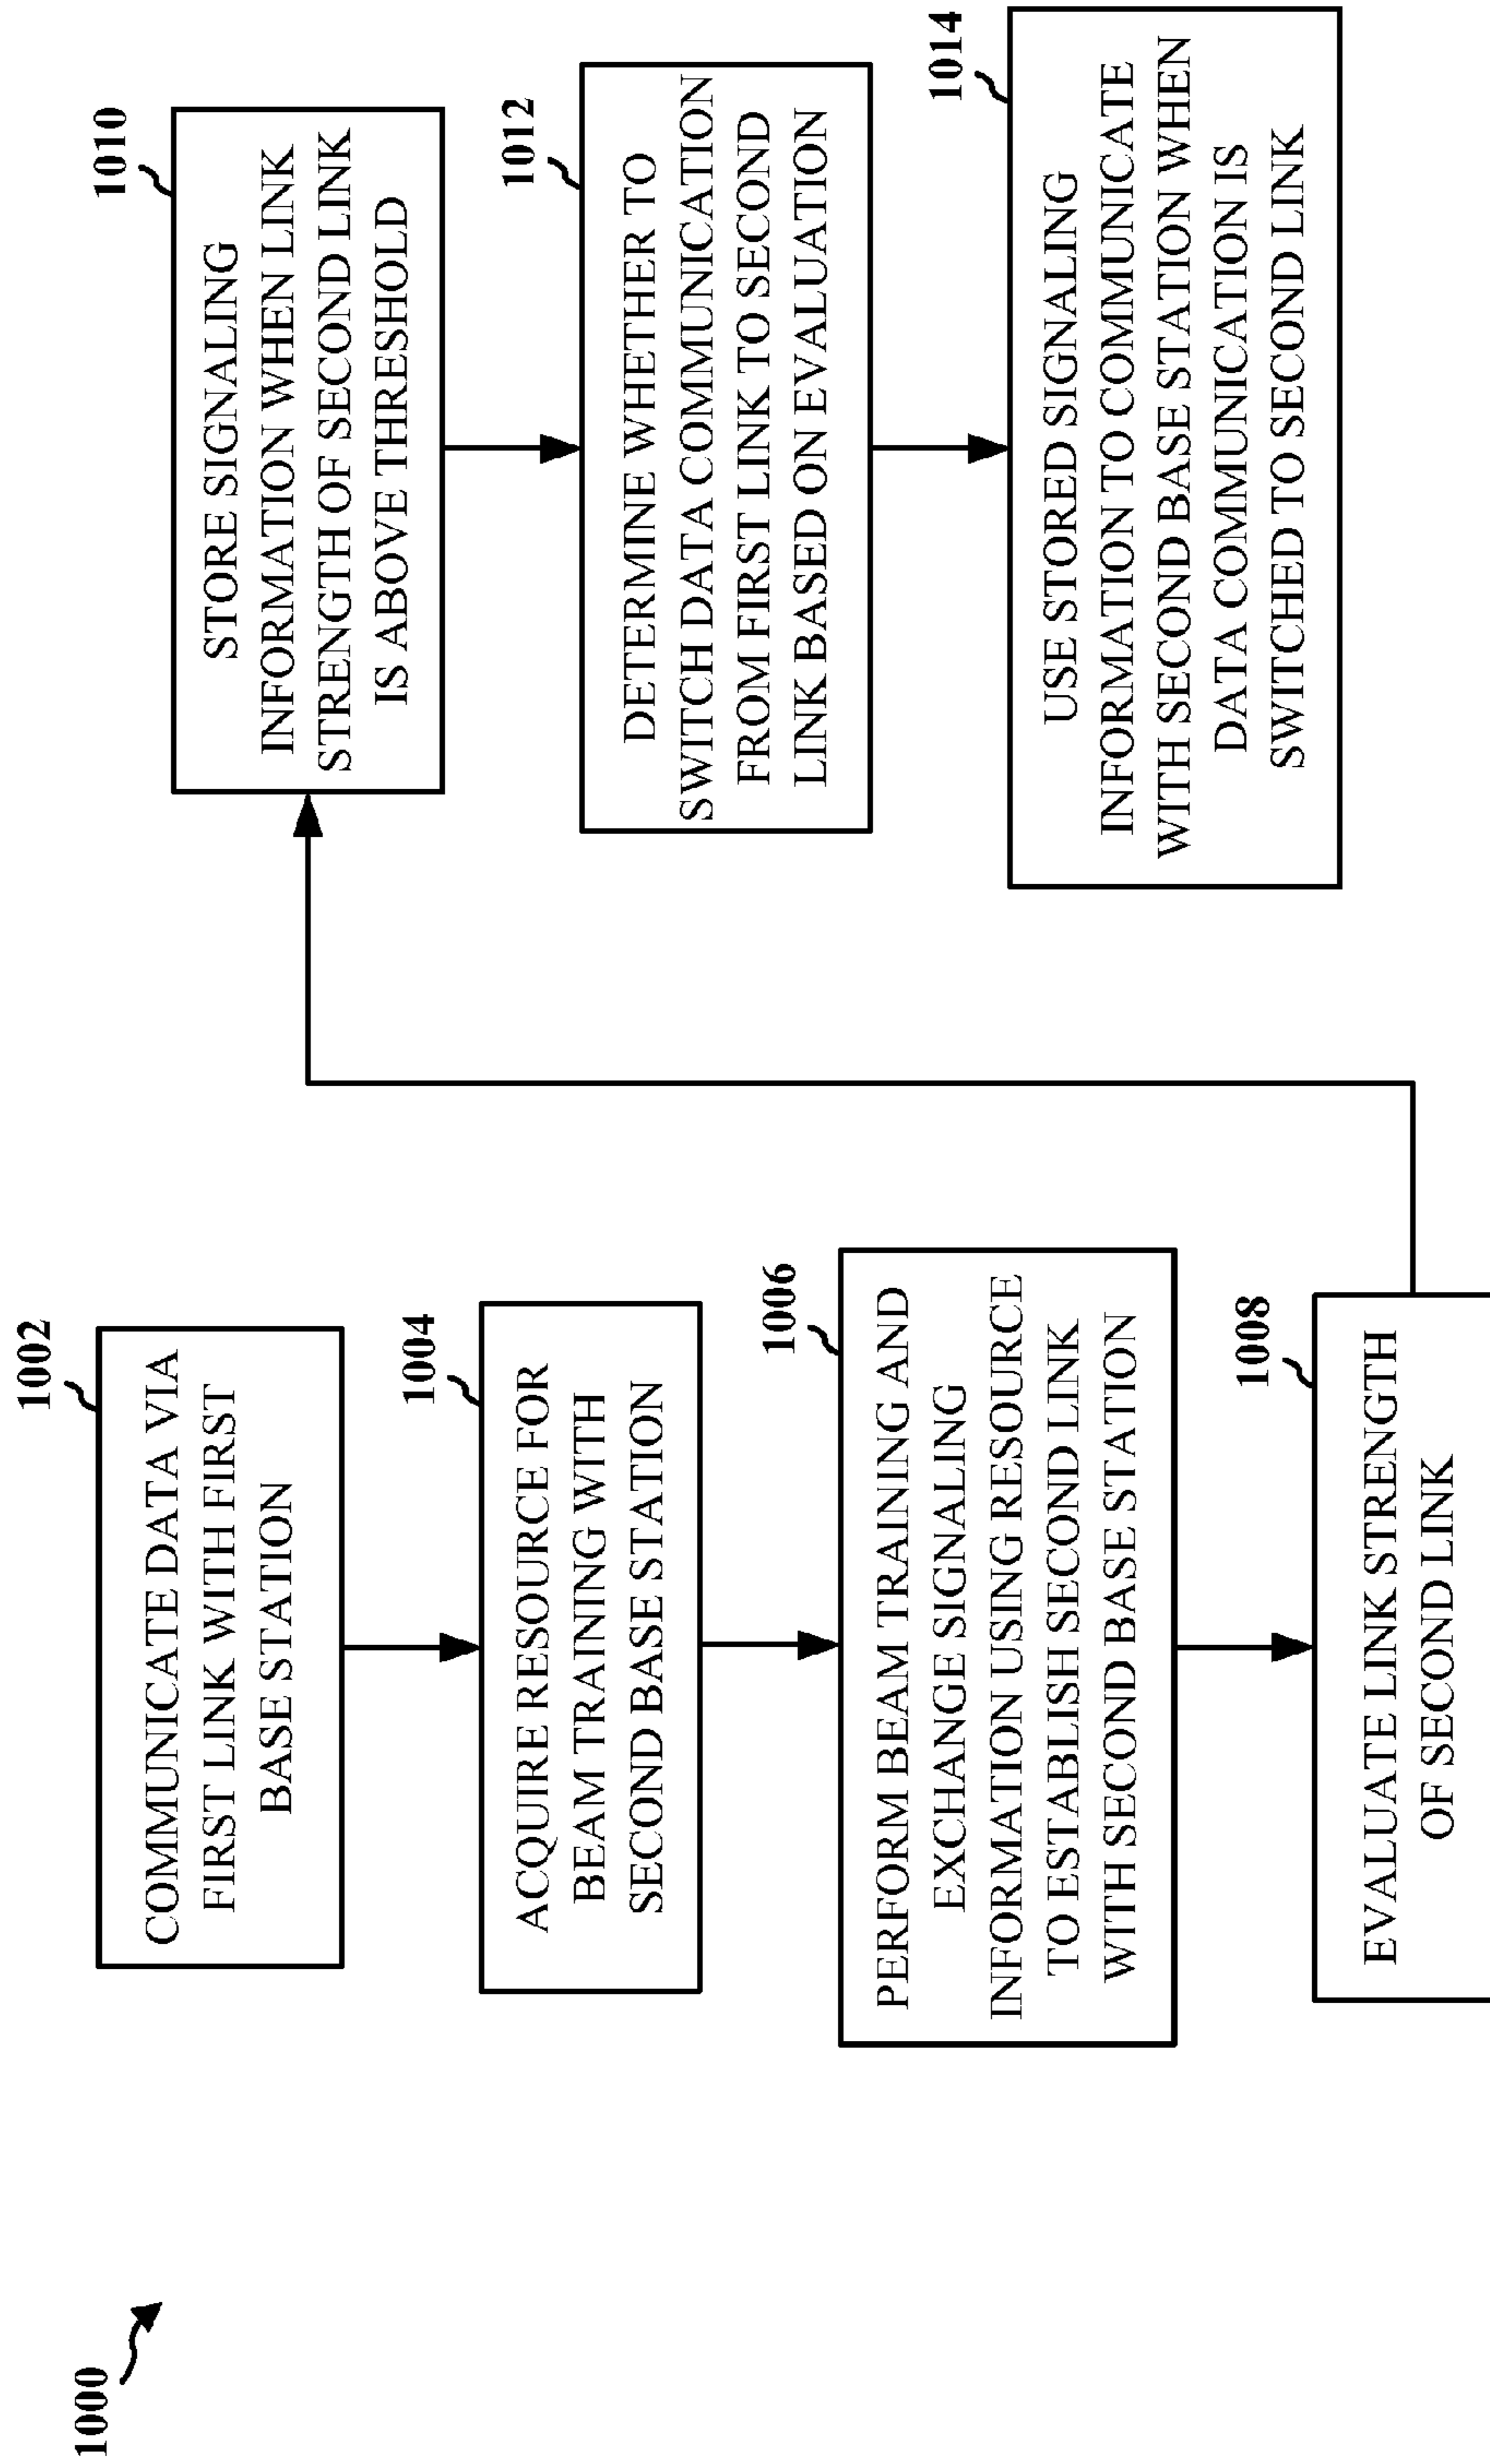 1000
1002
COMMUNICATE DATA VIA
FIRST LINK WITH FIRST
BASE STATION
1004
ACQUIRE RESOURCE FOR
BEAM TRAINING WITH
SECOND BASE STATION
1006
PERFORM BEAM TRAINING AND
EXCHANGE SIGNALING
INFORMATION USING RESOURCE
TO ESTABLISH SECOND LINK
WITH SECOND BASE STATION
1008
EVALUATE LINK STRENGTH
OF SECOND LINK
1010
STORE SIGNALING
INFORMATION WHEN LINK
STRENGTH OF SECOND LINK
IS ABOVE THRESHOLD
1012
DETERMINE WHETHER TO
SWITCH DATA COMMUNICATION
FROM FIRST LINK TO SECOND
LINK BASED ON EVALUATION
1014
USE STORED SIGNALING
INFORMATION TO COMMUNICATE
WITH SECOND BASE STATION WHEN
DATA COMMUNICATION IS
SWITCHED TO SECOND LINK